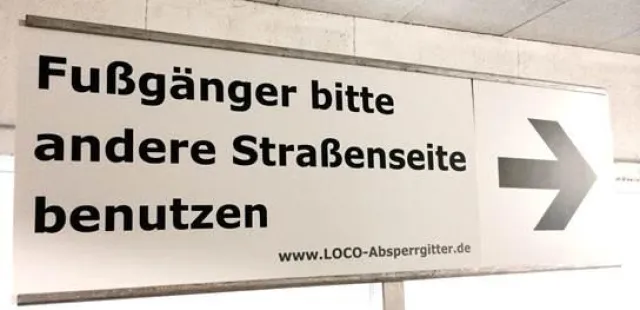 Fußgänger bitte
andere Straßenseite
benutzen
www.LOCO-Absperrgitter.de